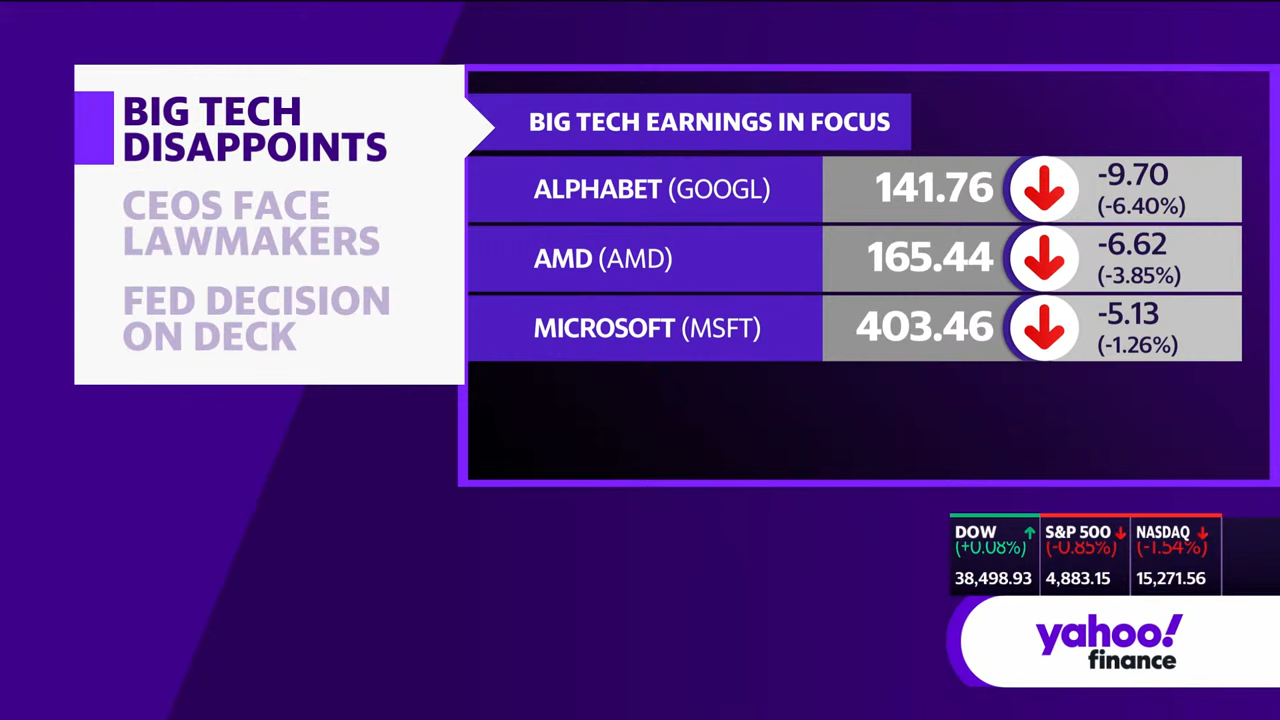 BIG TECH
DISAPPOINTS
CEOS FACE
LAWMAKERS
FED DECISION
ON DECK
BIG TECH EARNINGS IN FOCUS
ALPHABET (GOOGL) 141.76 -9.70
(-6.40%)
AMD (AMD) 165.44 -6.62
(-3.85%)
MICROSOFT (MSFT) 403.46 -5.13
(-1.26%)
DOW S&P 500 NASDAQ
(+0.08%) (-0.85%) (-1.54%)
38,498.93 4,883.15 15,271.56
yahoo!
finance